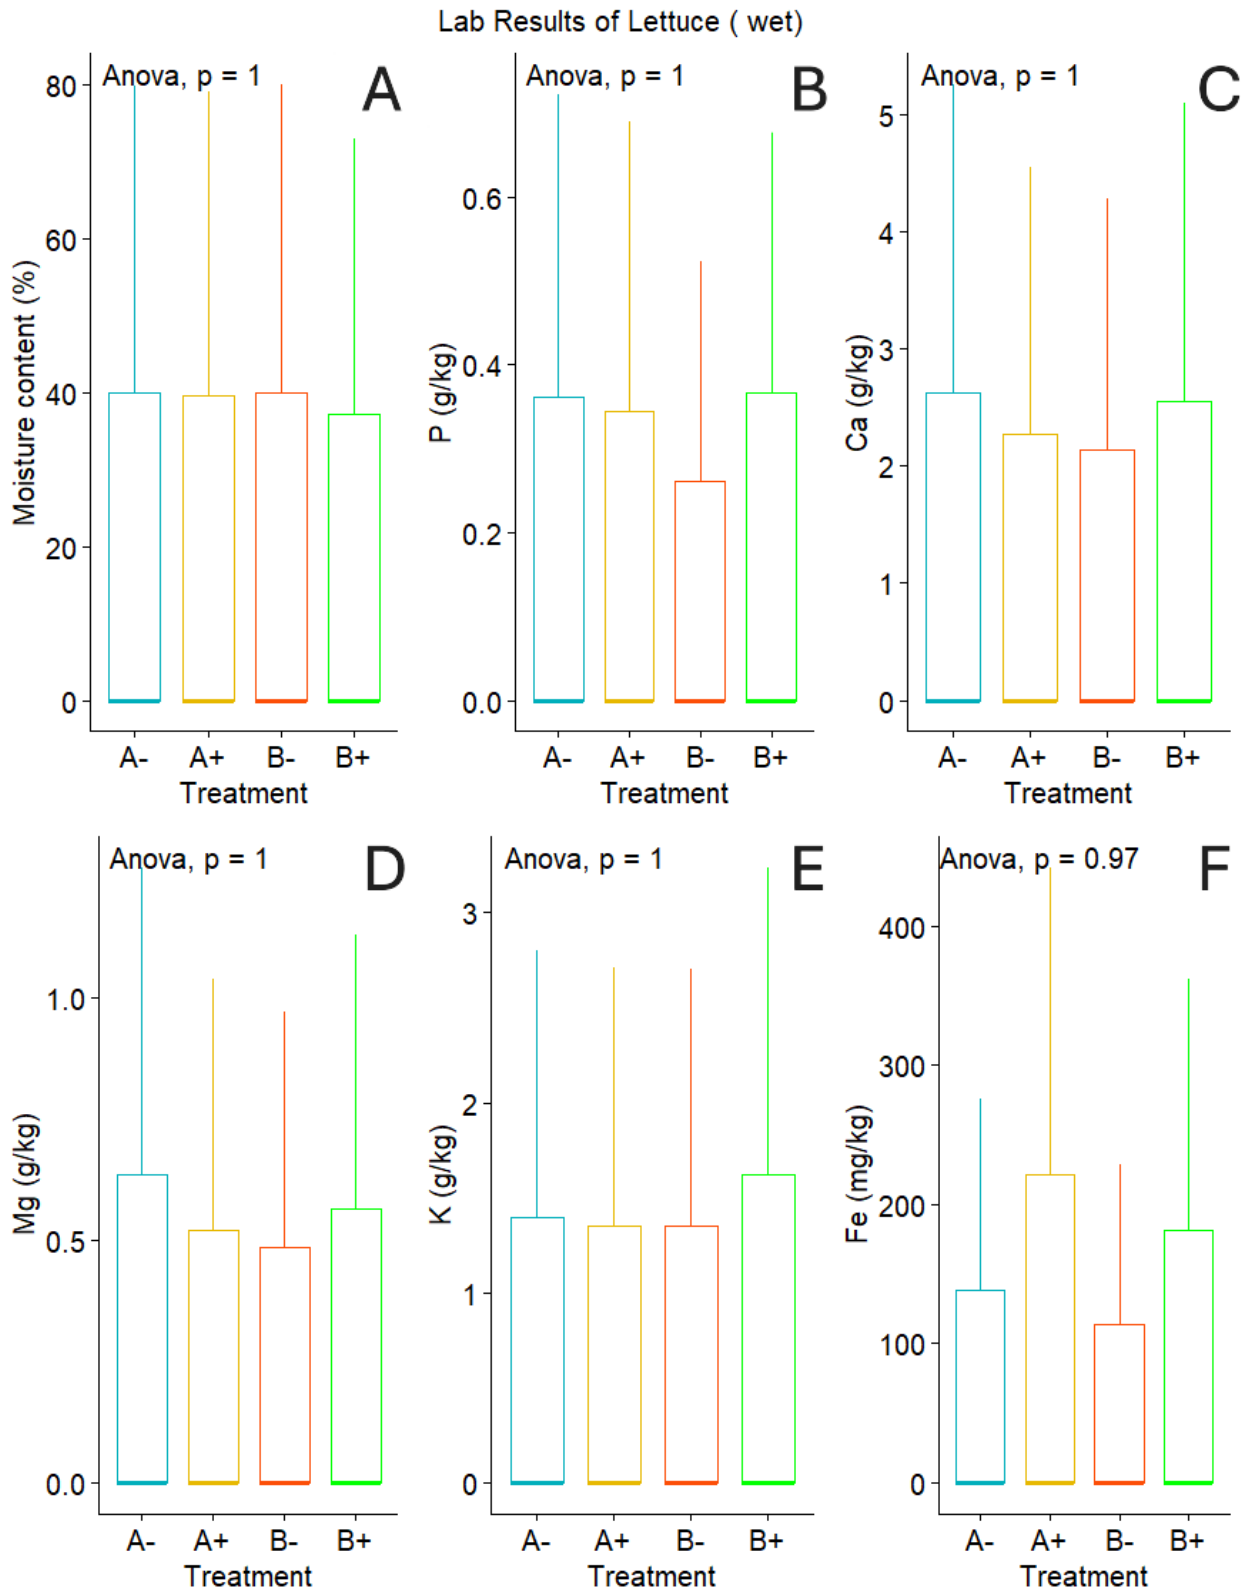 Lab Results of Lettuce ( wet)
Anova, p = 1
A
80
60
40
20
0
Moisture content (%)
A-
A+
B-
B+
Treatment
Anova, p = 1
B
0.6
0.4
0.2
0.0
P (g/kg)
A-
A+
B-
B+
Treatment
Anova, p = 1
C
5
4
3
2
1
0
Ca (g/kg)
A-
A+
B-
B+
Treatment
Anova, p = 1
D
1.0
0.5
0.0
Mg (g/kg)
A-
A+
B-
B+
Treatment
Anova, p = 1
E
3
2
1
0
K (g/kg)
A-
A+
B-
B+
Treatment
Anova, p = 0.97
F
400
300
200
100
0
Fe (mg/kg)
A-
A+
B-
B+
Treatment